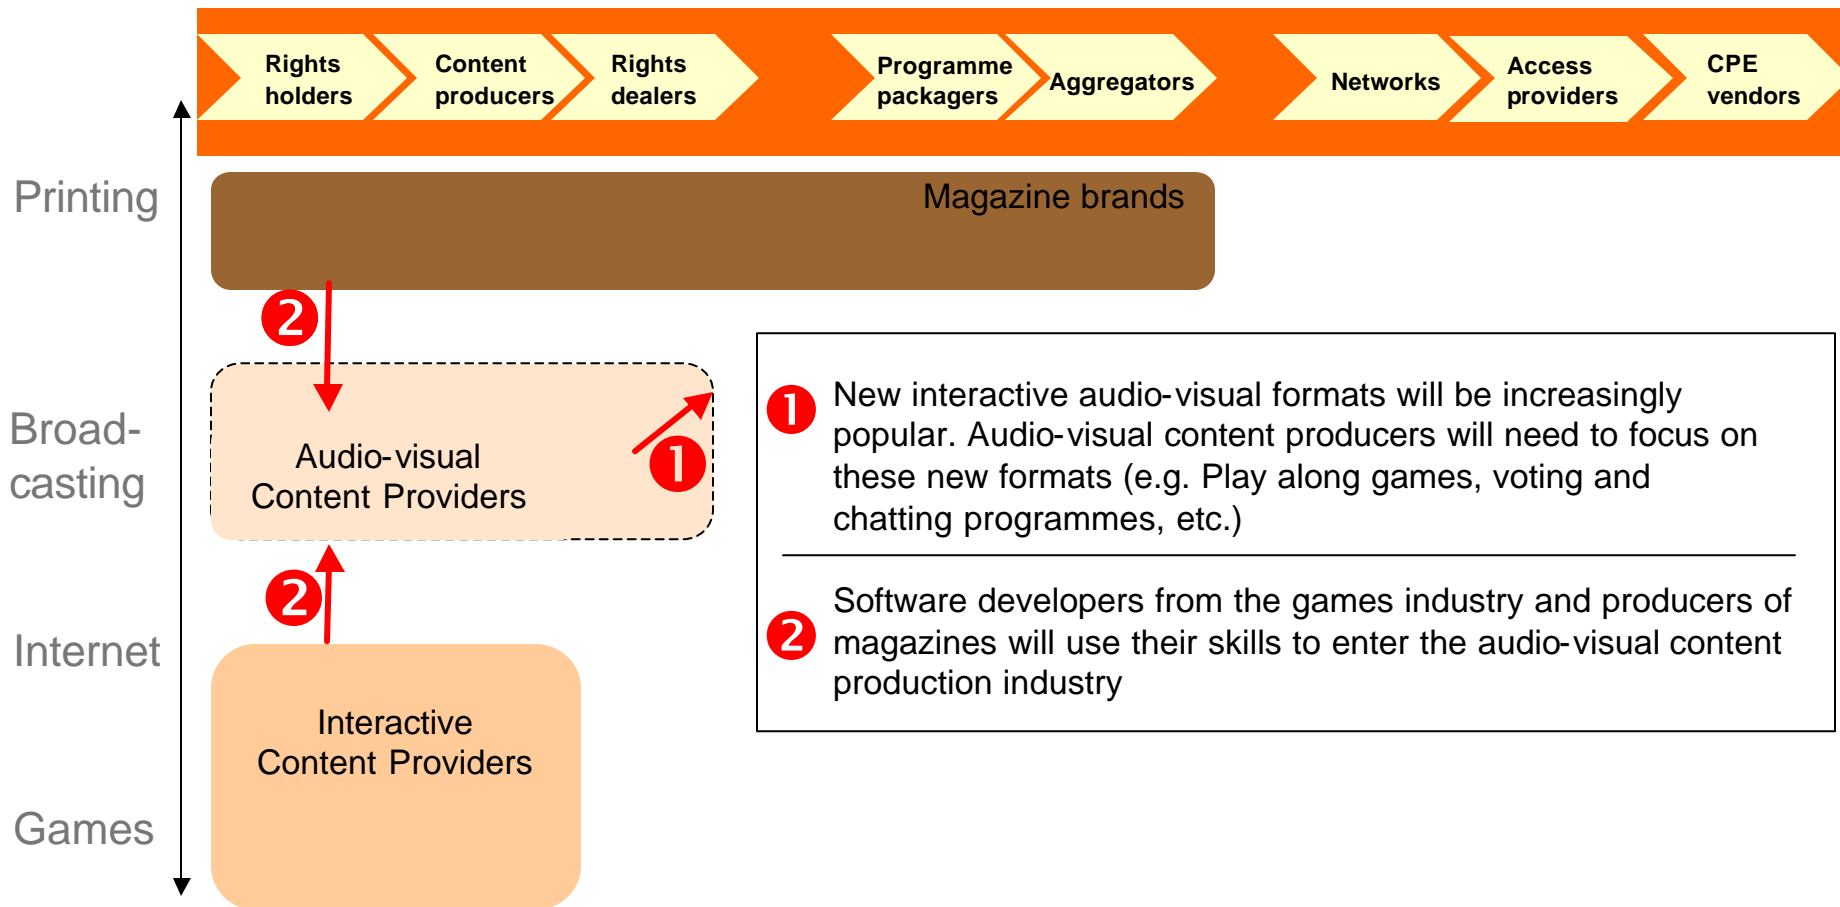 Rights
holders
Content
producers
Rights
dealers
Programme
packagers
Aggregators
Networks
Access
providers
CPE
vendors
Printing
Magazine brands
2
Broad-
casting
Audio-visual
Content Providers
1
2
Internet
Interactive
Content Providers
Games
1
New interactive audio-visual formats will be increasingly
popular. Audio-visual content producers will need to focus on
these new formats (e.g. Play along games, voting and
chatting programmes, etc.)
2
Software developers from the games industry and producers of
magazines will use their skills to enter the audio-visual content
production industry